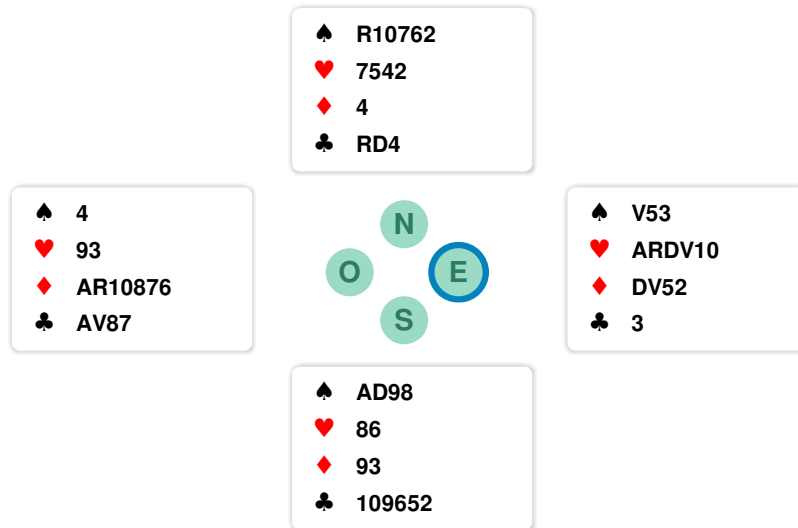 ♠ R10762
♥ 7542
♦ 4
♣ RD4
♠ 4
♥ 93
♦ AR10876
♣ AV87
N
O
E
S
♠ V53
♥ ARDV10
♦ DV52
♣ 3
♠ AD98
♥ 86
♦ 93
♣ 109652